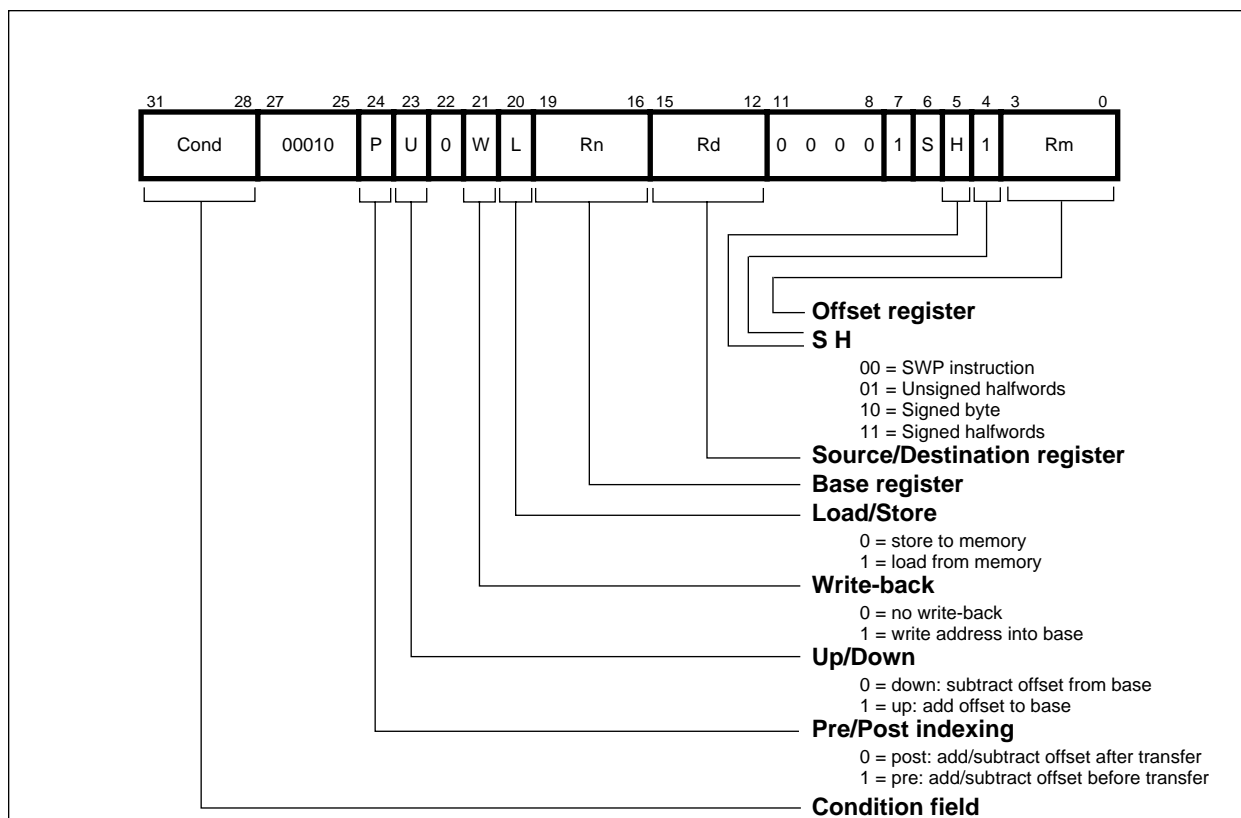 31 28 27 25 24 23 22 21 20 19 16 15 12 11 8 7 6 5 4 3 0
Cond 00010 P U 0 W L Rn Rd 0 0 0 0 1 S H 1 Rm
Offset register
S H
00 = SWP instruction
01 = Unsigned halfwords
10 = Signed byte
11 = Signed halfwords
Source/Destination register
Base register
Load/Store
0 = store to memory
1 = load from memory
Write-back
0 = no write-back
1 = write address into base
Up/Down
0 = down: subtract offset from base
1 = up: add offset to base
Pre/Post indexing
0 = post: add/subtract offset after transfer
1 = pre: add/subtract offset before transfer
Condition field